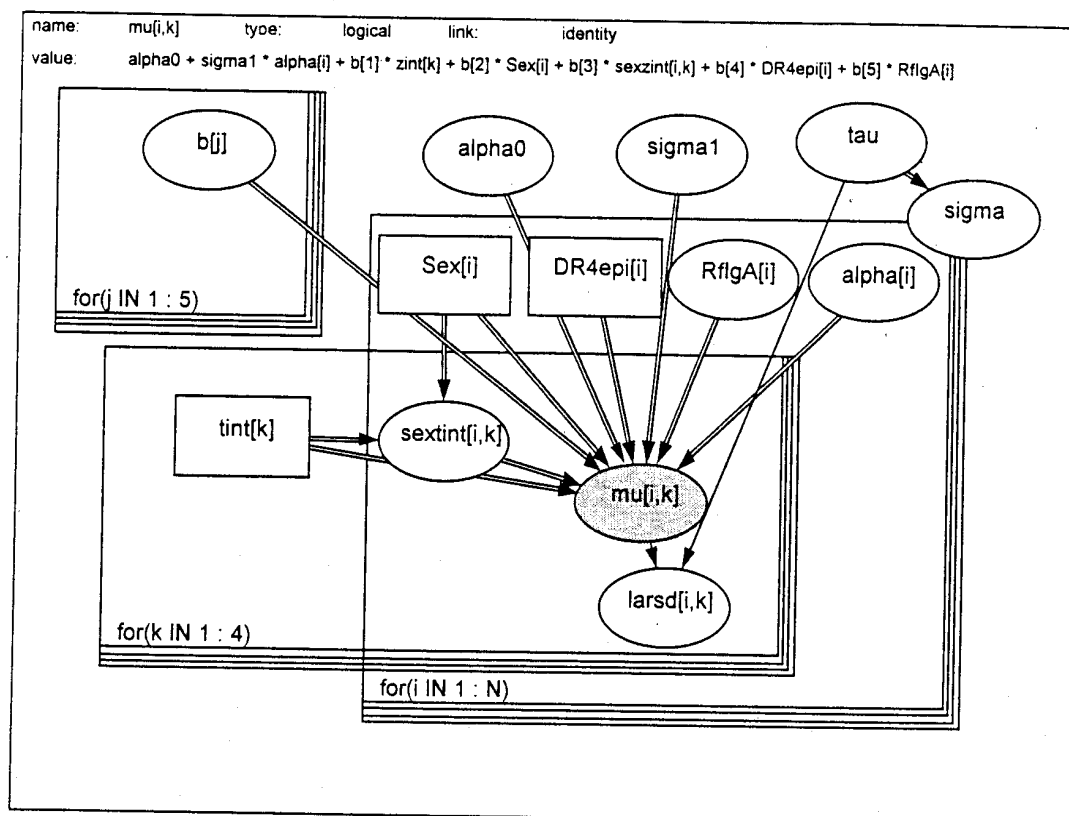 name: mu[i,k] type: logical link: identity
value: alpha0 + sigma1 * alpha[i] + b[1] * zint[k] + b[2] * Sex[i] + b[3] * sexzint[i,k] + b[4] * DR4epi[i] + b[5] * RfIgA[i]
b[j]
alpha0
sigma1
tau
sigma
Sex[i]
DR4epi[i]
RfIgA[i]
alpha[i]
for(j IN 1 : 5)
tint[k]
sextint[i,k]
mu[i,k]
larsd[i,k]
for(k IN 1 : 4)
for(i IN 1 : N)